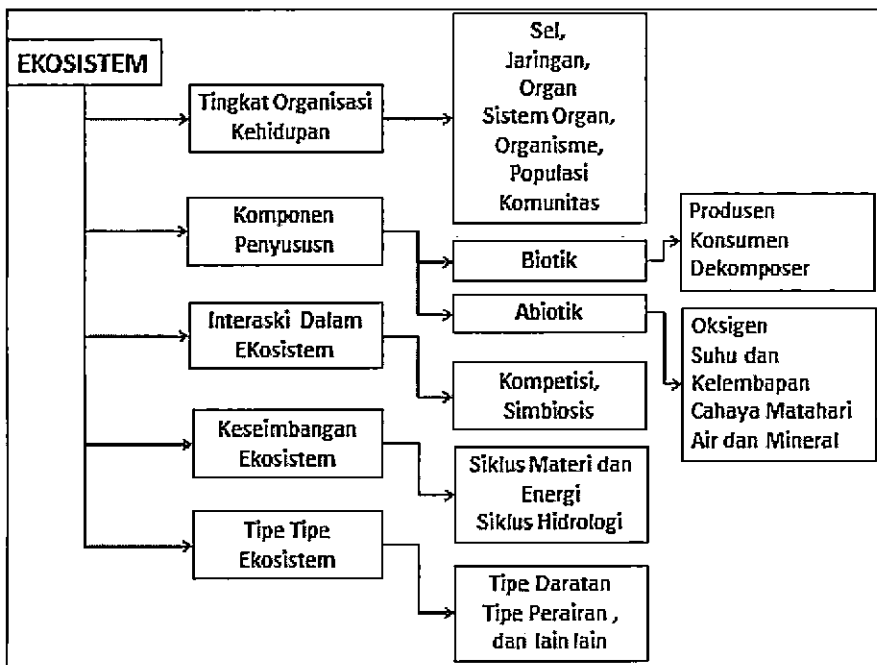 EKOSISTEM
Tingkat Organisasi
Kehidupan
Sel,
Jaringan,
Organ
Sistem Organ,
Organisme,
Populasi
Komunitas
Komponen
Penyususn
Biotik
Produsen
Konsumen
Dekomposer
Abiotik
Oksigen
Suhu dan
Kelembapan
Cahaya Matahari
Air dan Mineral
Interaski Dalam
EKosistem
Kompetisi,
Simbiosis
Keseimbangan
Ekosistem
Siklus Materi dan
Energi
Siklus Hidrologi
Tipe Tipe
Ekosistem
Tipe Daratan
Tipe Perairan ,
dan lain lain